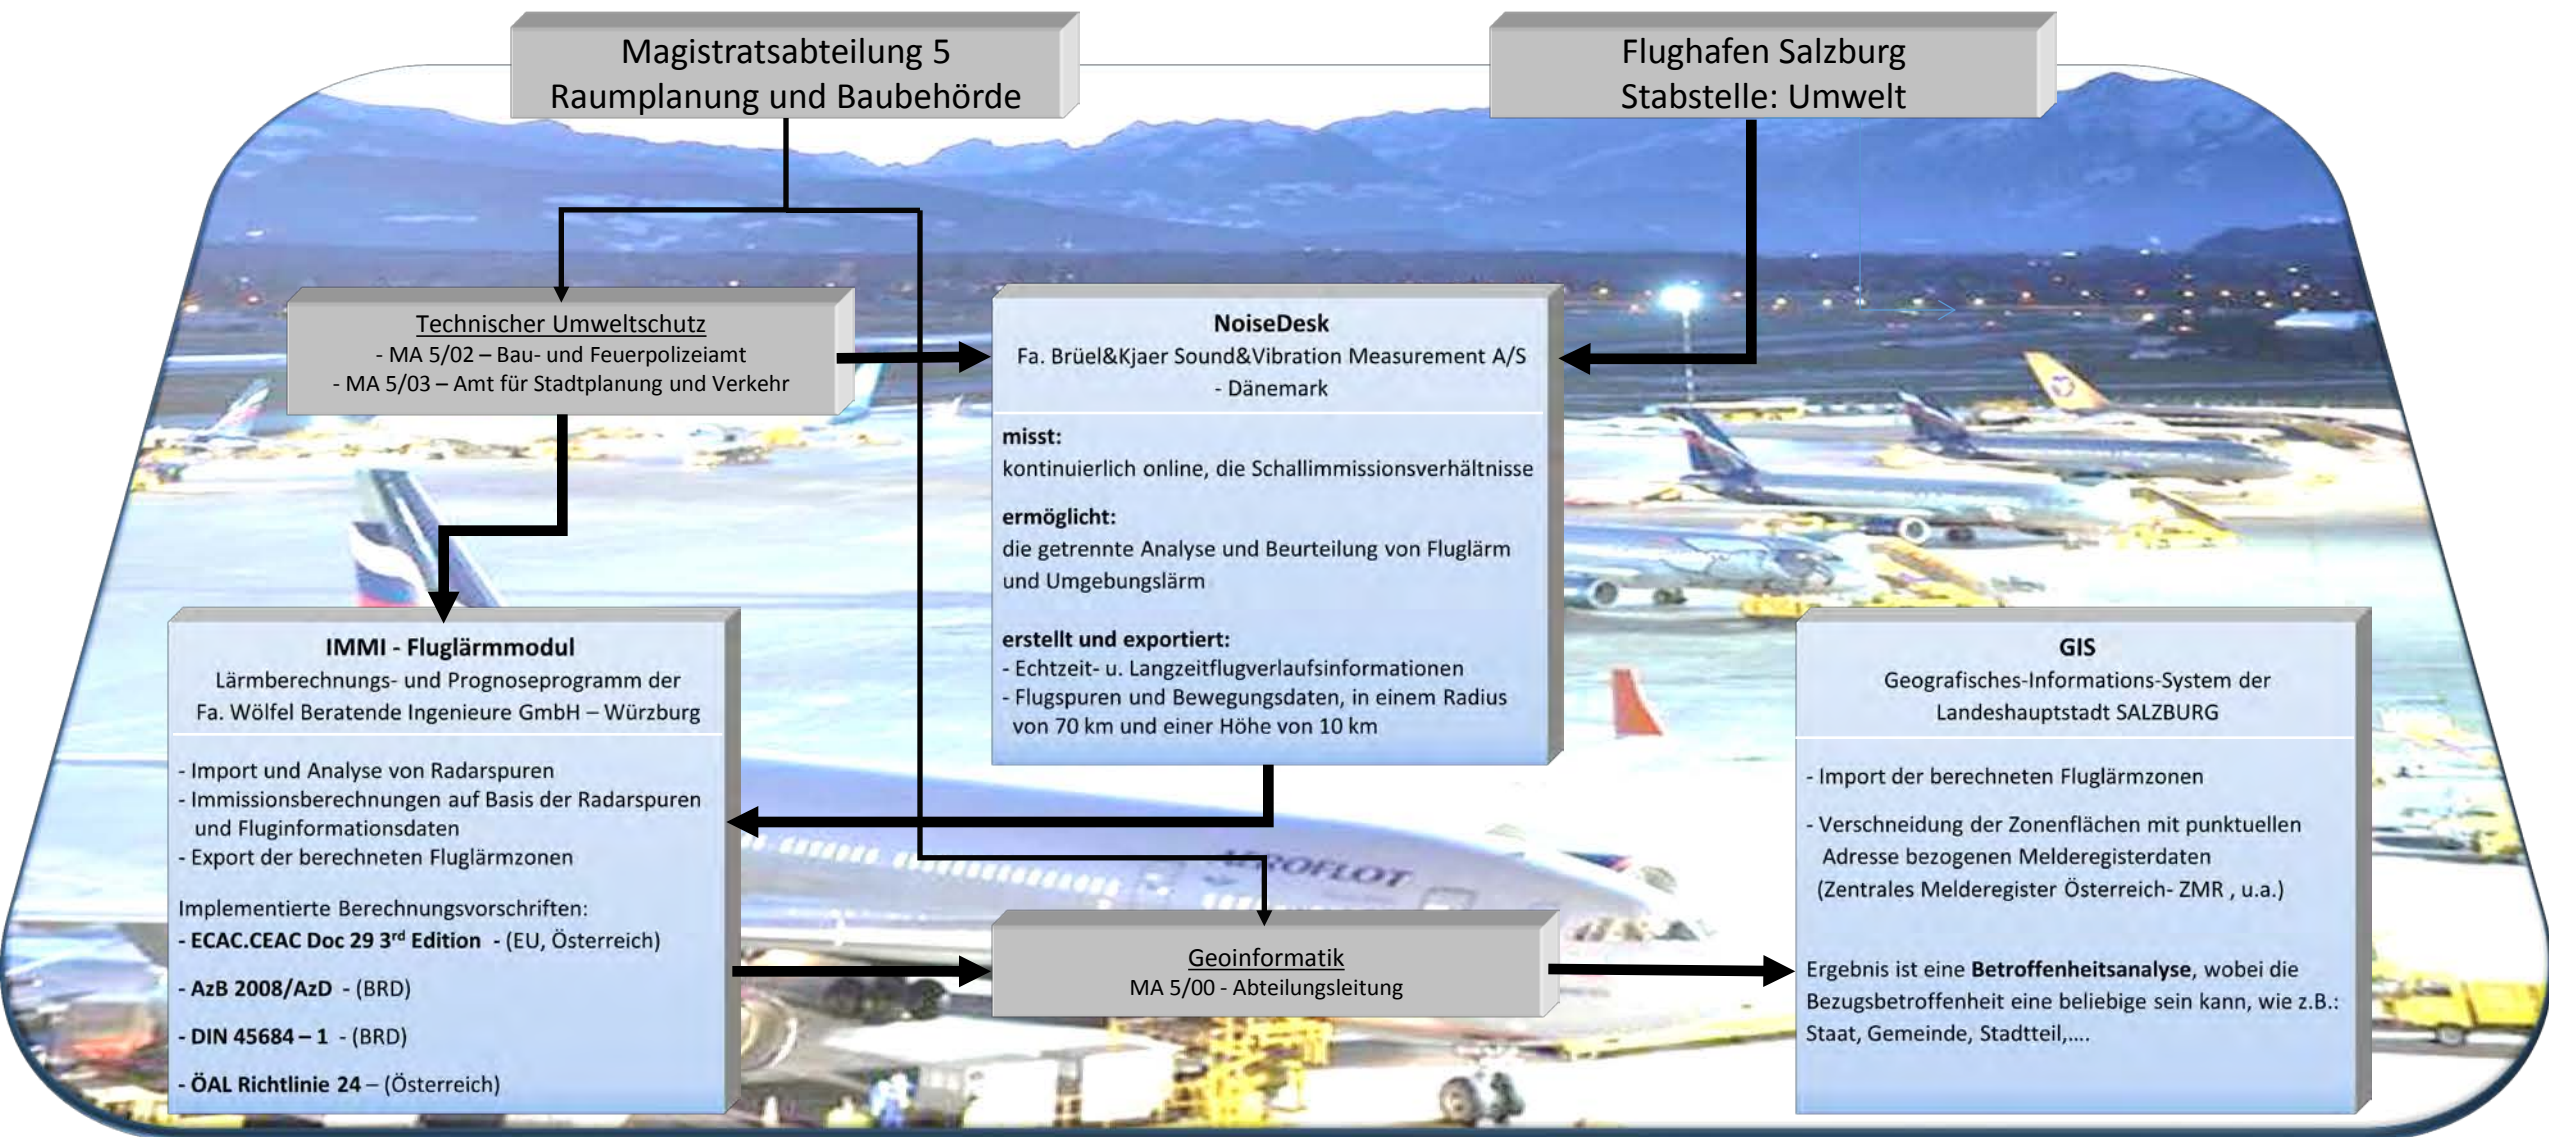 Magistratsabteilung 5
Raumplanung und Baubehörde
Flughafen Salzburg
Stabstelle: Umwelt
Technischer Umweltschutz
- MA 5/02 – Bau- und Feuerpolizeiamt
- MA 5/03 – Amt für Stadtplanung und Verkehr
NoiseDesk
Fa. Brüel&Kjaer Sound&Vibration Measurement A/S
- Dänemark
misst:
kontinuierlich online, die Schallimmissionsverhältnisse
ermöglicht:
die getrennte Analyse und Beurteilung von Fluglärm
und Umgebungslärm
erstellt und exportiert:
- Echtzeit- u. Langzeitflugverlaufsinformationen
- Flugspuren und Bewegungsdaten, in einem Radius
von 70 km und einer Höhe von 10 km
IMMI - Fluglärmmodul
Lärmberechnungs- und Prognoseprogramm der
Fa. Wölfel Beratende Ingenieure GmbH – Würzburg
- Import und Analyse von Radarspuren
- Immissionsberechnungen auf Basis der Radarspuren
und Fluginformationsdaten
- Export der berechneten Fluglärmzonen
Implementierte Berechnungsvorschriften:
- ECAC.CEAC Doc 29 3rd Edition - (EU, Österreich)
- AzB 2008/AzD - (BRD)
- DIN 45684 – 1 - (BRD)
- ÖAL Richtlinie 24 – (Österreich)
AEROFLOT
Geoinformatik
MA 5/00 - Abteilungsleitung
GIS
Geografisches-Informations-System der
Landeshauptstadt SALZBURG
- Import der berechneten Fluglärmzonen
- Verschneidung der Zonenflächen mit punktuellen
Adresse bezogenen Melderegisterdaten
(Zentrales Melderegister Österreich- ZMR , u.a.)
Ergebnis ist eine Betroffenheitsanalyse, wobei die
Bezugsbetroffenheit eine beliebige sein kann, wie z.B.:
Staat, Gemeinde, Stadtteil,....